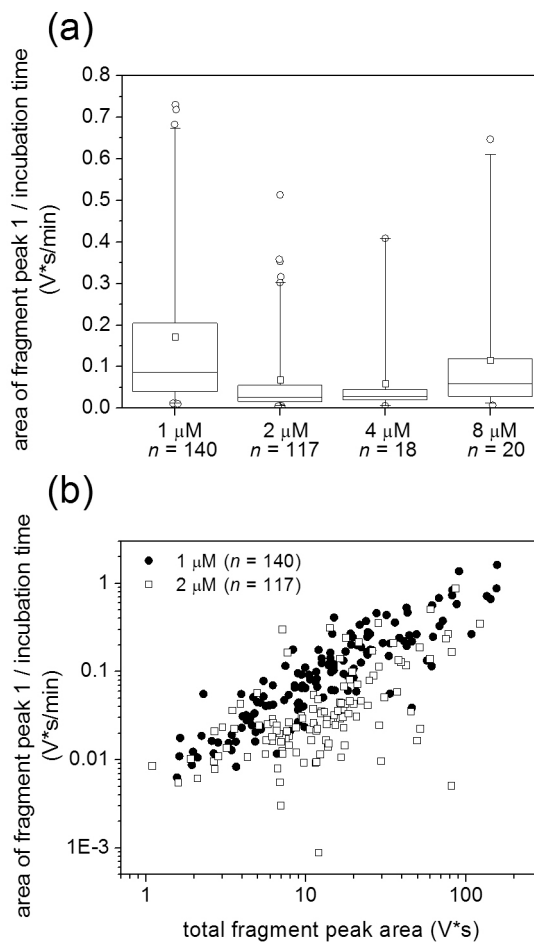 (a)
area of fragment peak 1 / incubation time
(V*s/min)
0.8
0.7
0.6
0.5
0.4
0.3
0.2
0.1
0.0
1 μM 2 μM 4 μM 8 μM
n = 140 n = 117 n = 18 n = 20
(b)
area of fragment peak 1 / incubation time
(V*s/min)
1 μM (n = 140)
2 μM (n = 117)
1
0.1
0.01
1E-3
1 10 100
total fragment peak area (V*s)